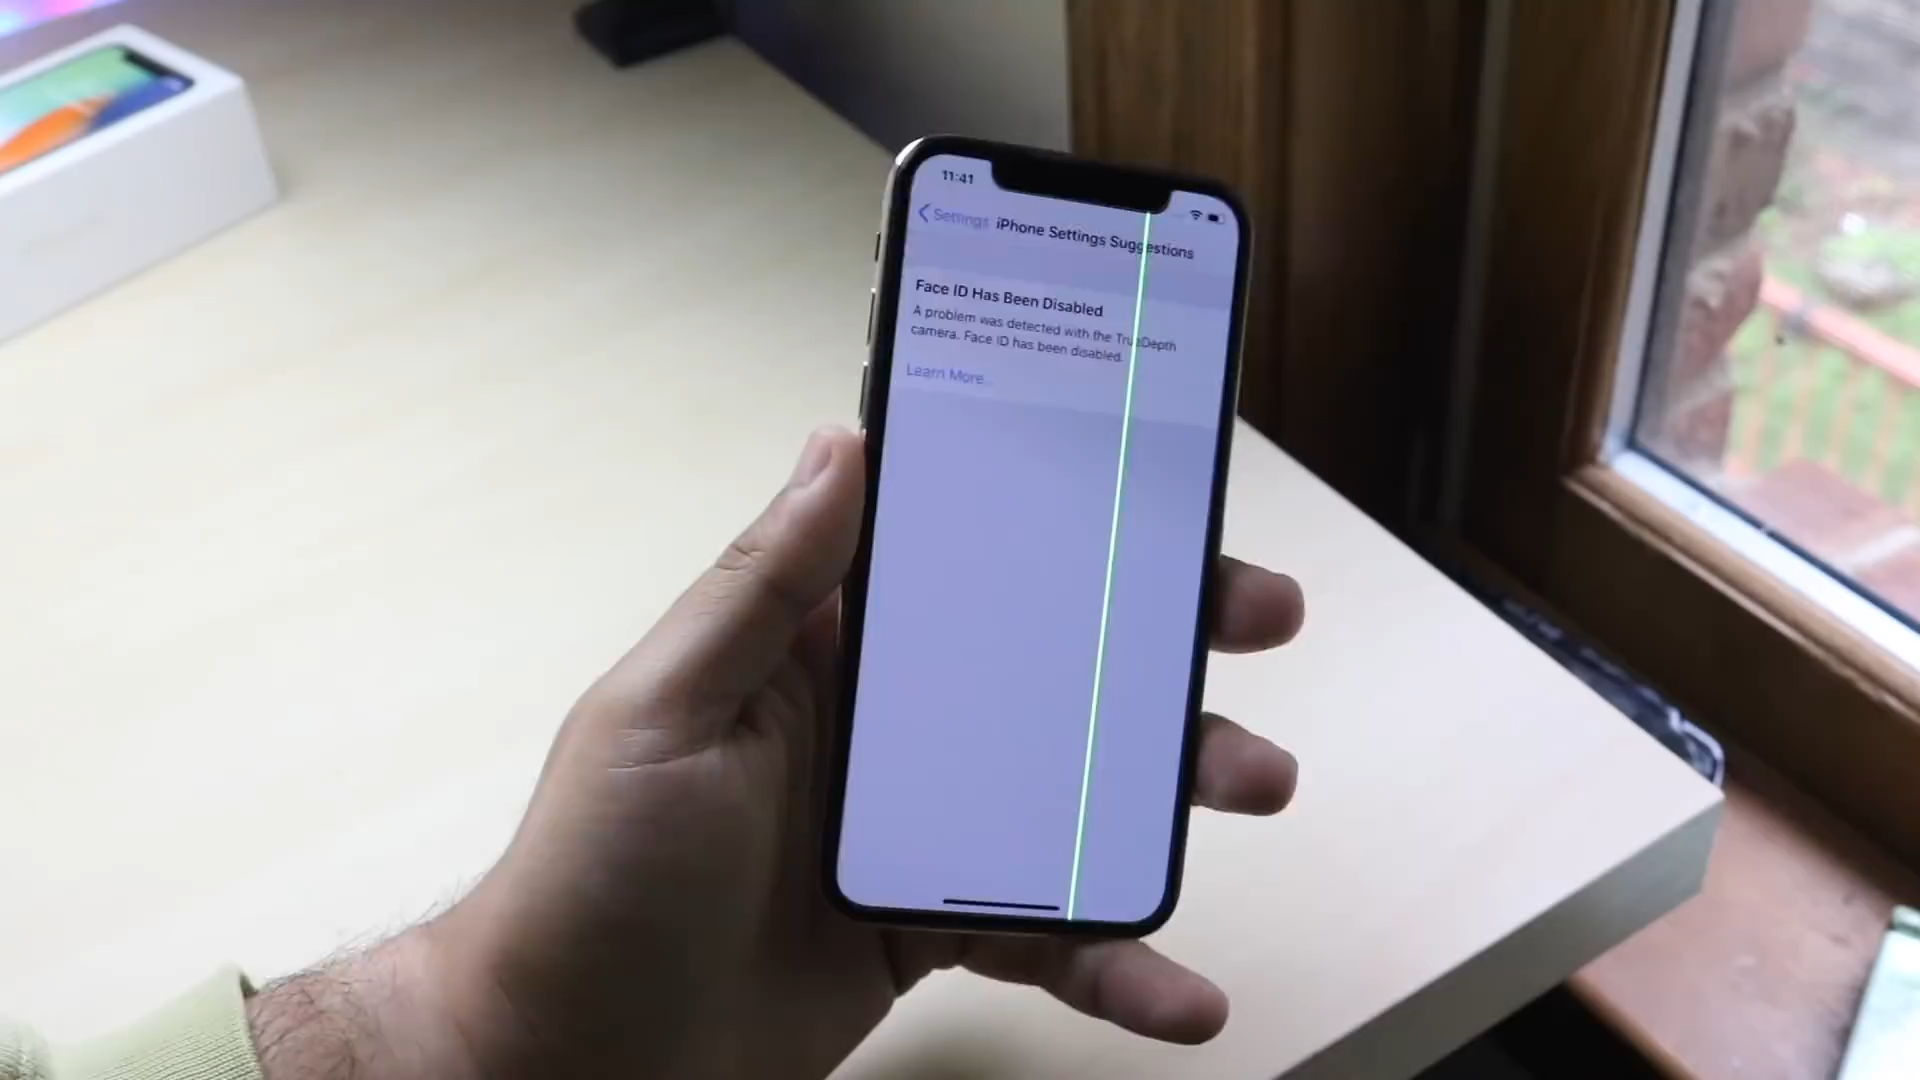 11:41
Settings iPhone Settings Suggestions
Face ID Has Been Disabled
A problem was detected with the TrueDepth
camera. Face ID has been disabled.
Learn More...